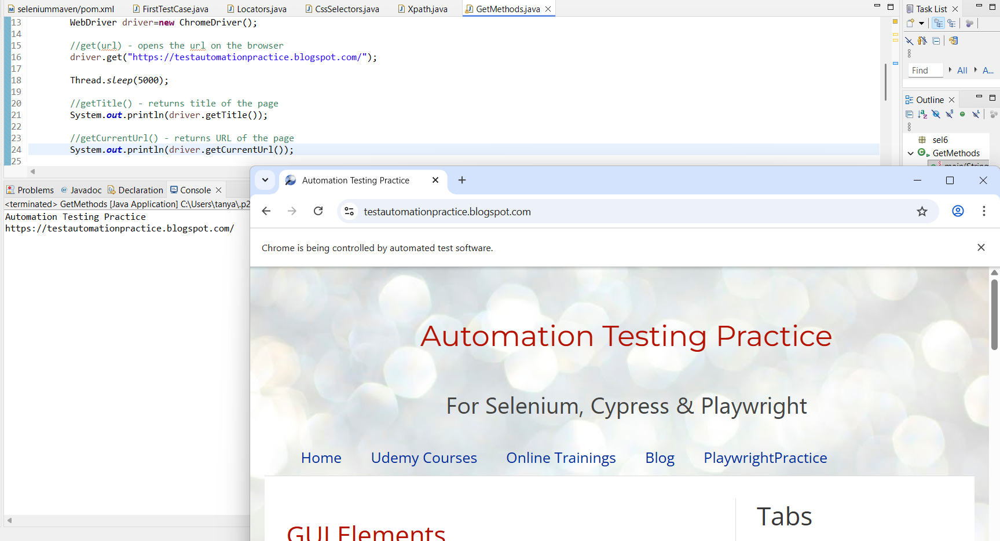 seleniummaven/pom.xml
FirstTestCase.java
Locators.java
CssSelectors.java
Xpath.java
GetMethods.java
13 WebDriver driver=new ChromeDriver();
14
15 //get(url) - opens the url on the browser
16 driver.get("https://testautomationpractice.blogspot.com/");
17
18 Thread.sleep(5000);
19
20 //getTitle() - returns title of the page
21 System.out.println(driver.getTitle());
22
23 //getCurrentUrl() - returns URL of the page
24 System.out.println(driver.getCurrentUrl());
25
Task List
Find
All
A...
Outline
sel6
GetMethods
main(String
Problems
Javadoc
Declaration
Console
<terminated> GetMethods [Java Application] C:\Users\tanya\.p2
Automation Testing Practice
https://testautomationpractice.blogspot.com/
Automation Testing Practice
testautomationpractice.blogspot.com
Chrome is being controlled by automated test software.
Automation Testing Practice
For Selenium, Cypress & Playwright
Home
Udemy Courses
Online Trainings
Blog
PlaywrightPractice
GUI Elements
Tabs